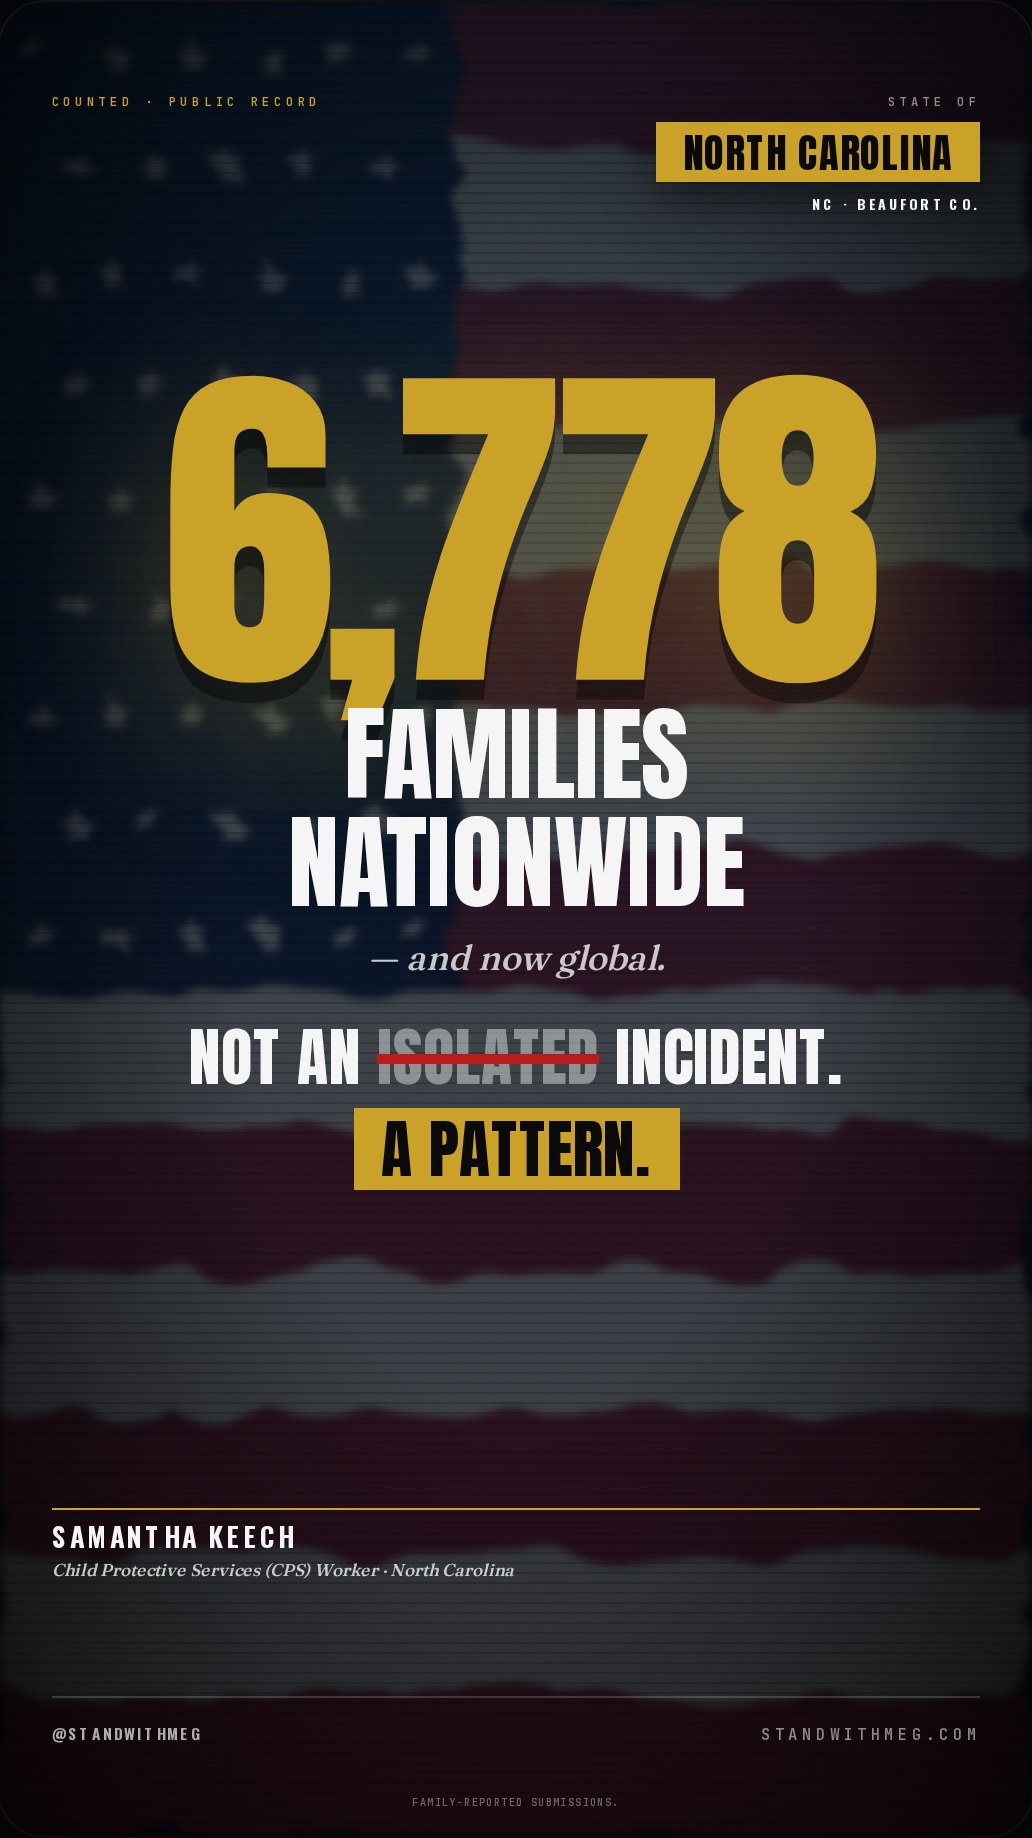 COUNTED · PUBLIC RECORD
STATE OF
NORTH CAROLINA
NC · BEAUFORT CO.
6,778
FAMILIES
NATIONWIDE
— and now global.
NOT AN ISOLATED INCIDENT.
A PATTERN.
SAMANTHA KEECH
Child Protective Services (CPS) Worker · North Carolina
@STANDWITHMEG
STANDWITHMEG.COM
FAMILY-REPORTED SUBMISSIONS.